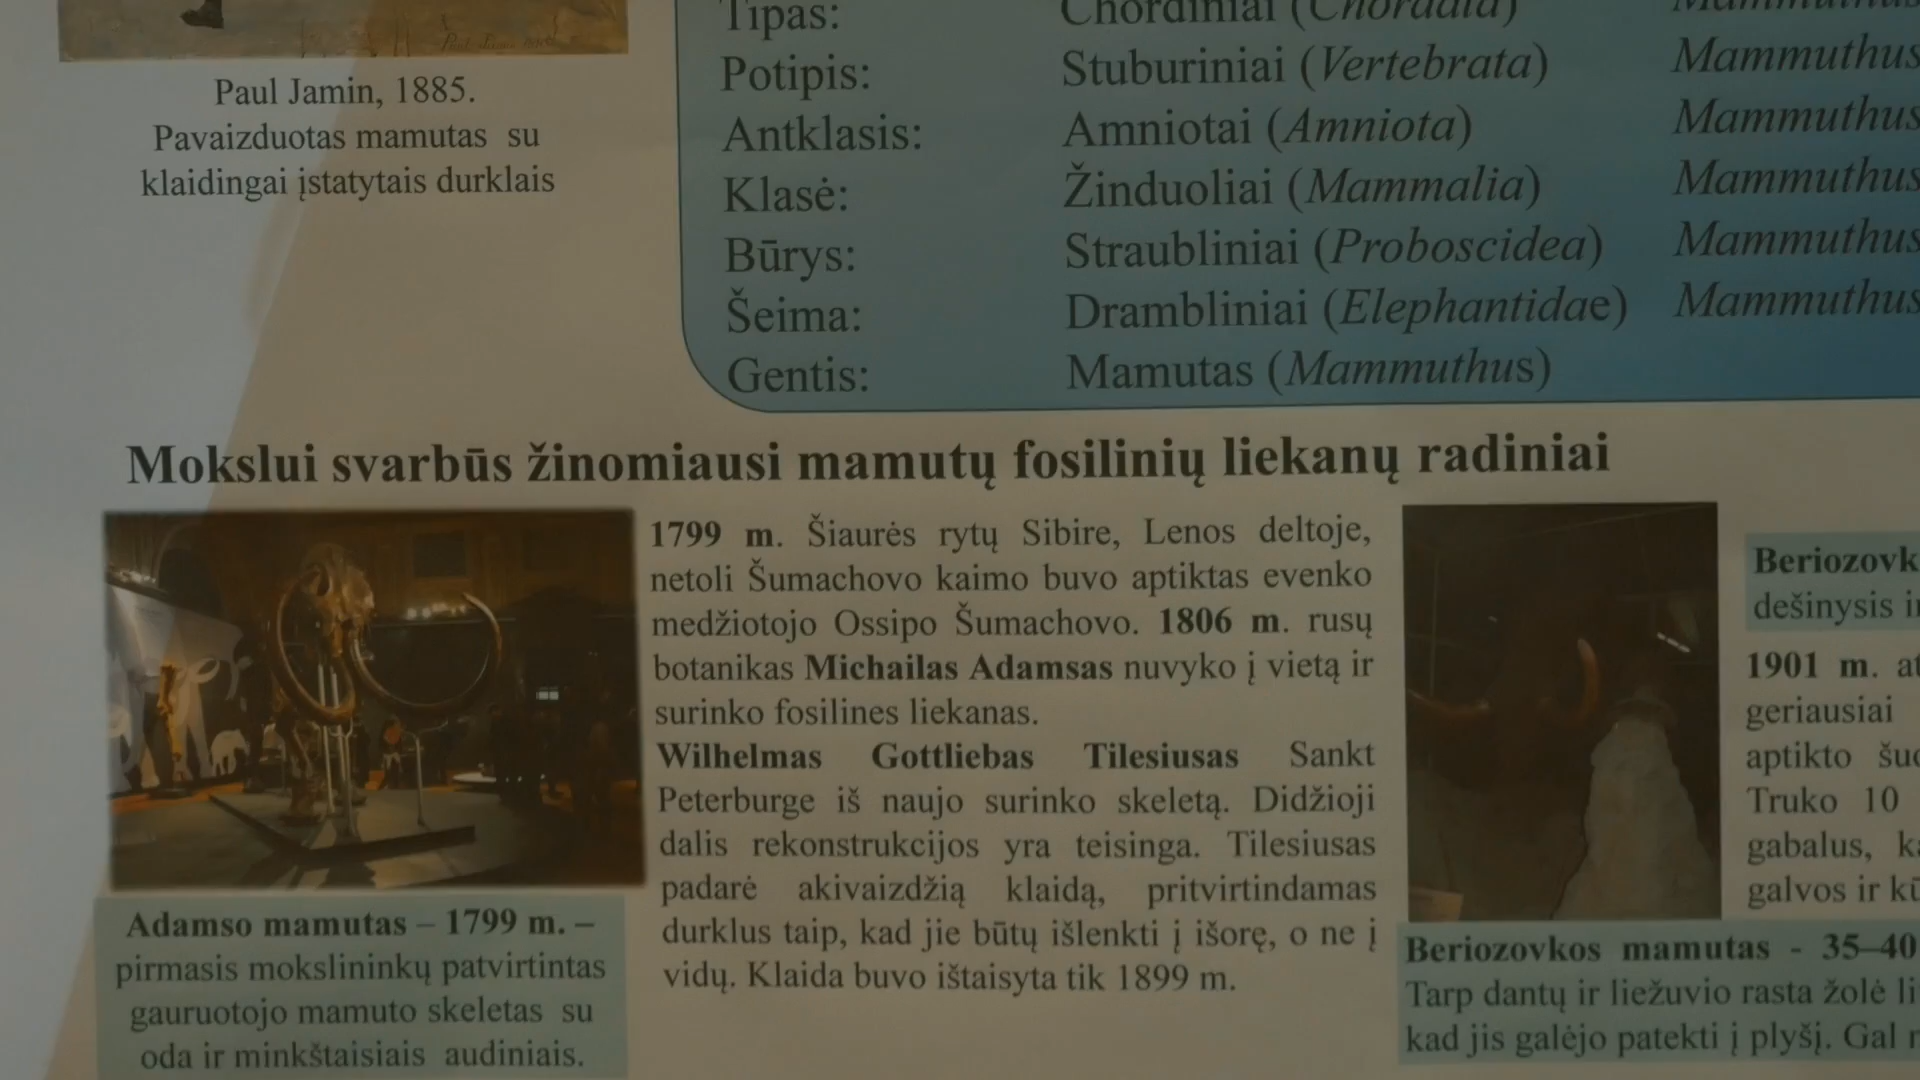 Paul Jamin, 1885.
Pavaizduotas mamutas su
klaidingai įstatytais durklais
Tipas: Chordiniai (Chordata)
Potipis: Stuburiniai (Vertebrata) Mammuthus
Antklasis: Amniotai (Amniota) Mammuthus
Klasė: Žinduoliai (Mammalia) Mammuthus
Būrys: Straubliniai (Proboscidea) Mammuthus
Šeima: Drambliniai (Elephantidae) Mammuthus
Gentis: Mamutas (Mammuthus)
Mokslui svarbūs žinomiausi mamutų fosilinių liekanų radiniai
Adamso mamutas – 1799 m. –
pirmasis mokslininkų patvirtintas
gauruotojo mamuto skeletas su
oda ir minkštaisiais audiniais.
1799 m. Šiaurės rytų Sibire, Lenos deltoje,
netoli Šumachovo kaimo buvo aptiktas evenko
medžiotojo Ossipo Šumachovo. 1806 m. rusų
botanikas Michailas Adamsas nuvyko į vietą ir
surinko fosilines liekanas.
Wilhelmas Gottliebas Tilesiusas Sankt
Peterburge iš naujo surinko skeletą. Didžioji
dalis rekonstrukcijos yra teisinga. Tilesiusas
padarė akivaizdžią klaidą, pritvirtindamas
durklus taip, kad jie būtų išlenkti į išorę, o ne į
vidų. Klaida buvo ištaisyta tik 1899 m.
Beriozovkos mamutas - 35–40
Tarp dantų ir liežuvio rasta žolė
kad jis galėjo patekti į plyšį. Gal
dešinysis
1901 m.
geriausiai
aptikto
Truko 10
gabalus,
galvos ir